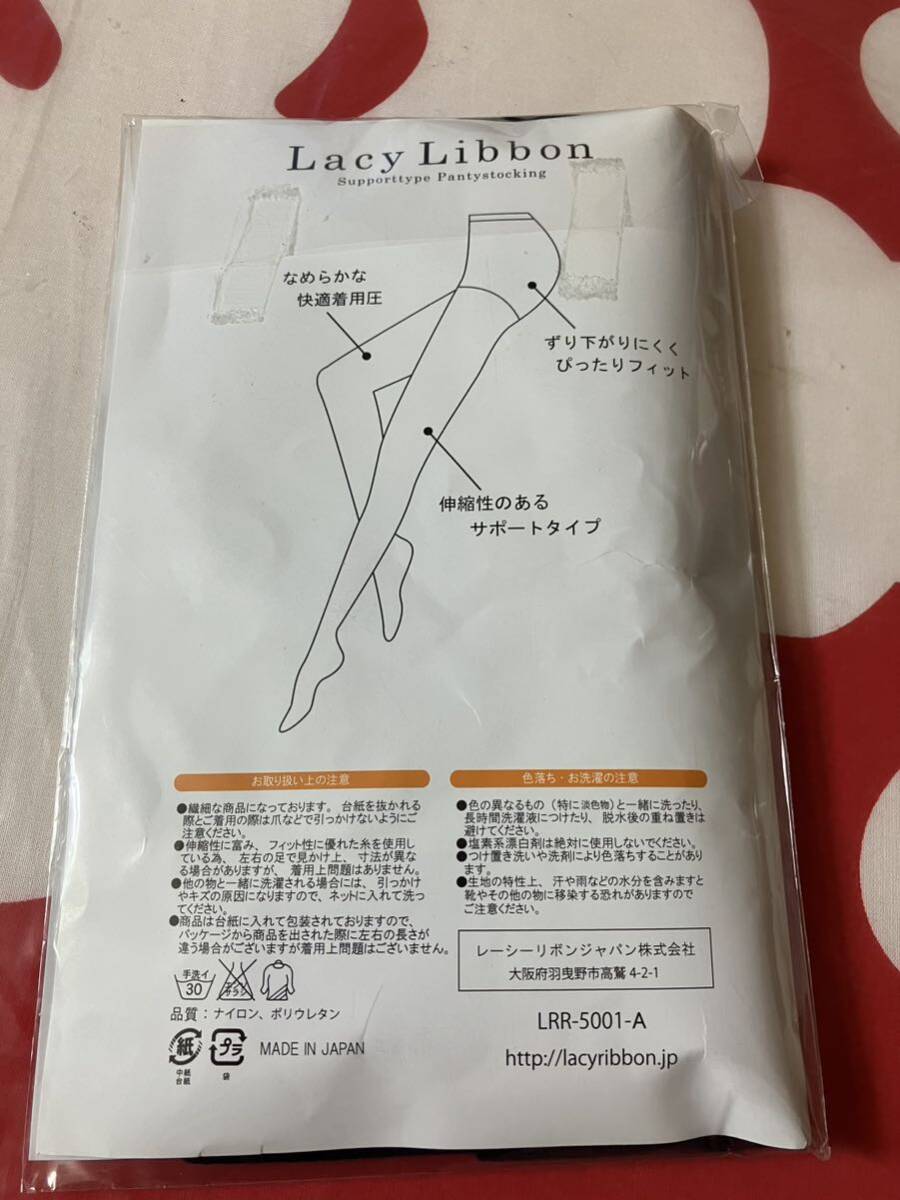 Lacy Libbon
Supporttype Pantystocking
なめらかな
快適着用圧
ずり下がりにくく
ぴったりフィット
伸縮性のある
サポートタイプ
お取り扱い上の注意
●繊細な商品になっております。台紙を抜かれる
際とご着用の際は爪などで引っかけないようにご
注意ください。
●伸縮性に富み、フィット性に優れた糸を使用し
ている為、左右の足で見かけ上、寸法が異な
る場合がありますが、着用上問題はありません。
●他の物と一緒に洗濯される場合には、引っかけ
やキズの原因になりますので、ネットに入れて洗っ
てください。
●商品は台紙に入れて包装されておりますので、
パッケージから商品を出された際に左右の長さが
違う場合がございますが着用上問題はございません。
手洗イ
30
エンソ
サラシ
品質：ナイロン、ポリウレタン
紙
中紙
台紙
プラ
袋
MADE IN JAPAN
色落ち・お洗濯の注意
●色の異なるもの（特に淡色物）と一緒に洗ったり、
長時間洗濯液につけたり、脱水後の重ね置きは
避けてください。
●塩素系漂白剤は絶対に使用しないでください。
●つけ置き洗いや洗剤により色落ちすることがあり
ます。
●生地の特性上、汗や雨などの水分を含みますと
靴やその他の物に移染する恐れがありますので
ご注意ください。
レーシーリボンジャパン株式会社
大阪府羽曳野市高鷲 4-2-1
LRR-5001-A
http://lacyribbon.jp